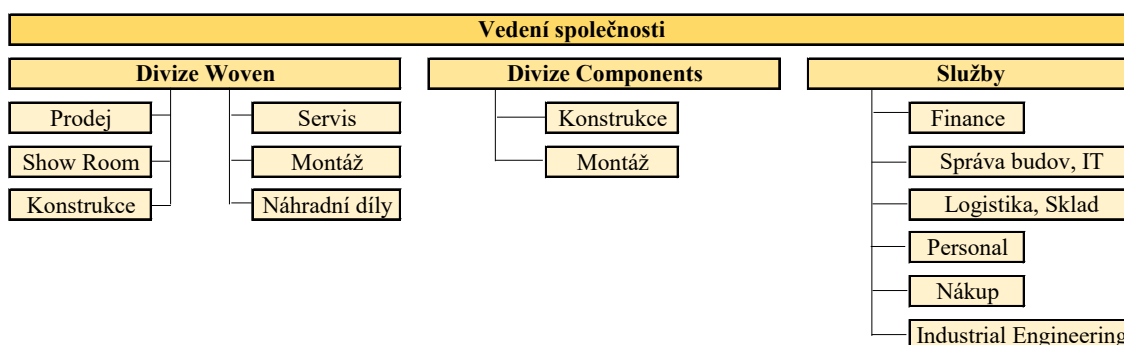 Vedení společnosti
Divize Woven
Prodej
Show Room
Konstrukce
Servis
Montáž
Náhradní díly
Divize Components
Konstrukce
Montáž
Služby
Finance
Správa budov, IT
Logistika, Sklad
Personal
Nákup
Industrial Engineering